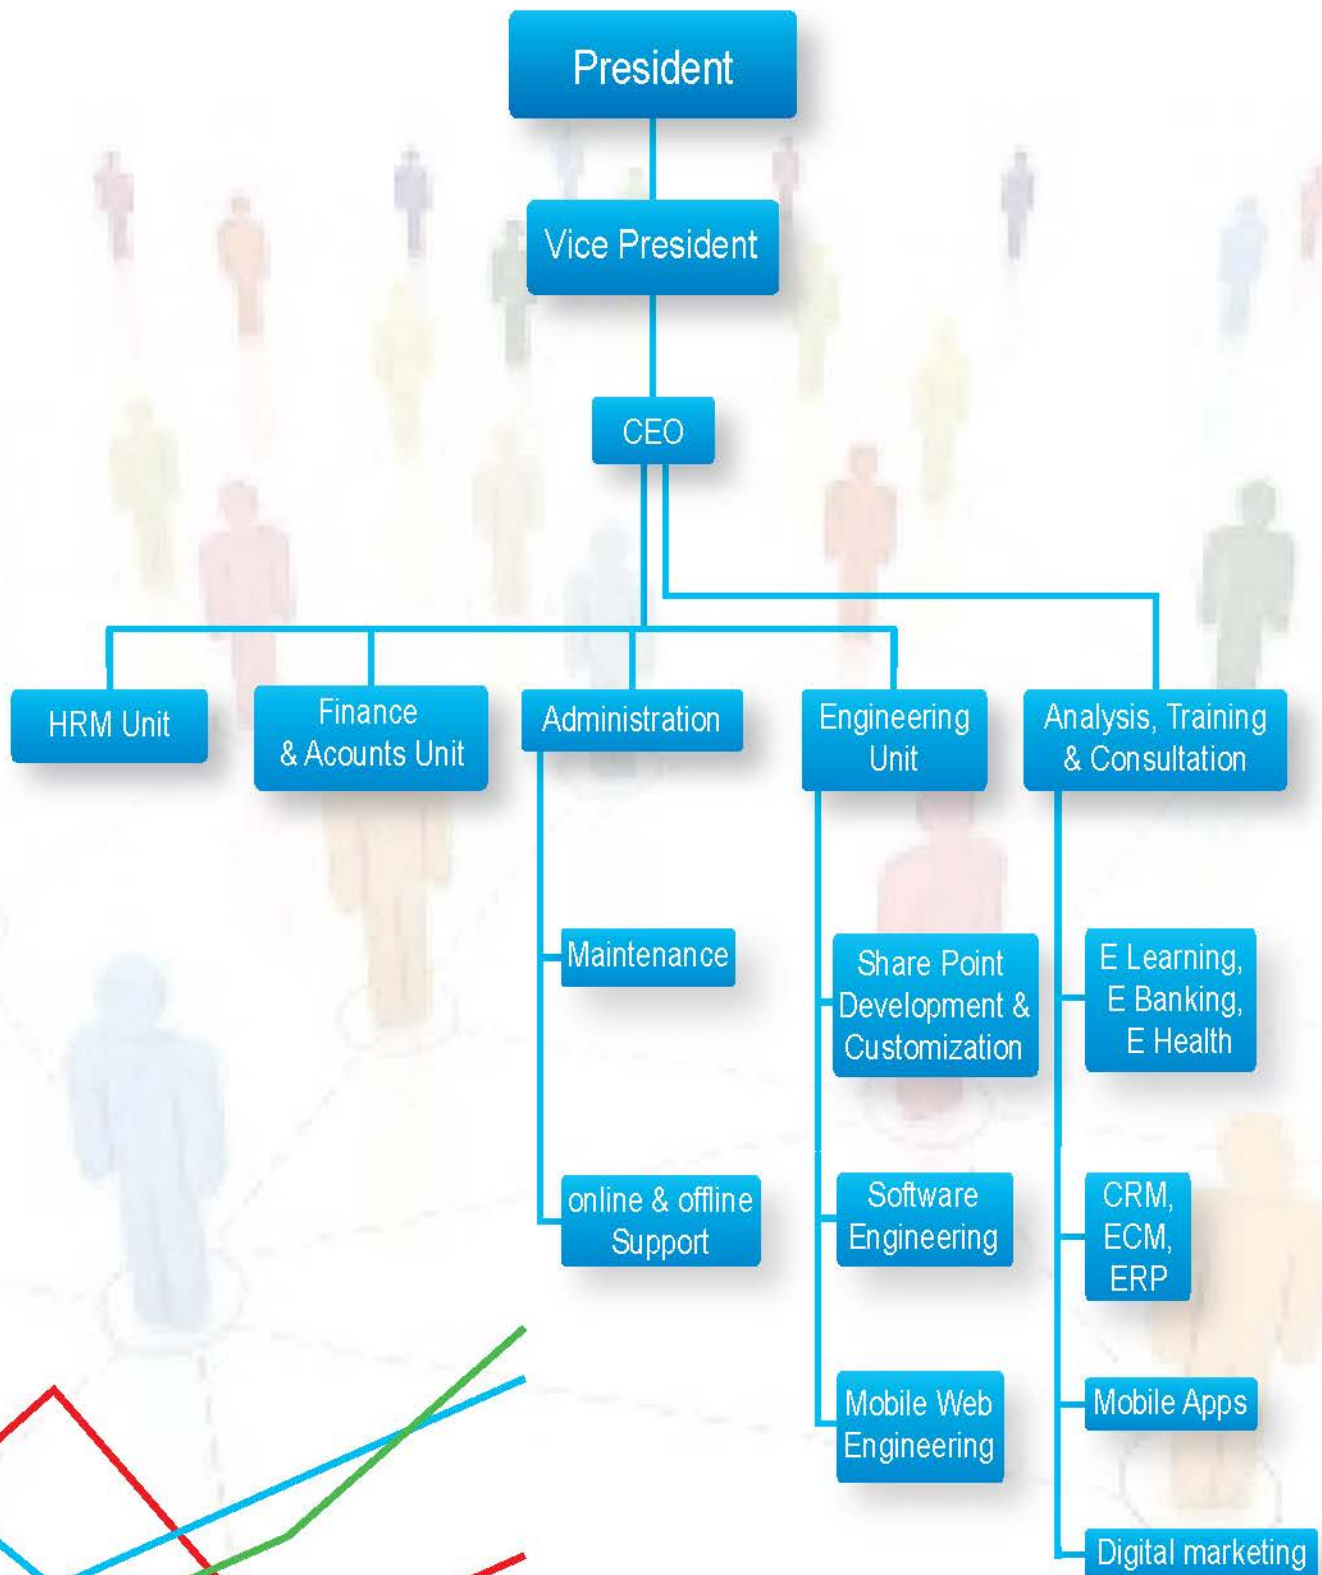 President
Vice President
CEO
HRM Unit
Finance
& Acounts Unit
Administration
Engineering
Unit
Analysis, Training
& Consultation
Maintenance
online & offline
Support
Share Point
Development &
Customization
Software
Engineering
Mobile Web
Engineering
E Learning,
E Banking,
E Health
CRM,
ECM,
ERP
Mobile Apps
Digital marketing